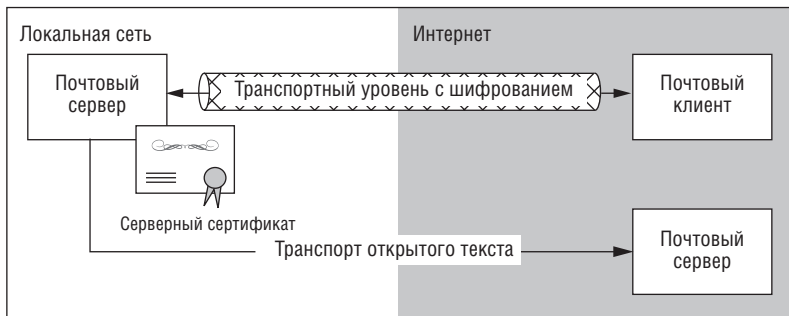 Локальная сеть
Интернет
Почтовый
сервер
Транспортный уровень с шифрованием
Почтовый
клиент
Серверный сертификат
Транспорт открытого текста
Почтовый
сервер